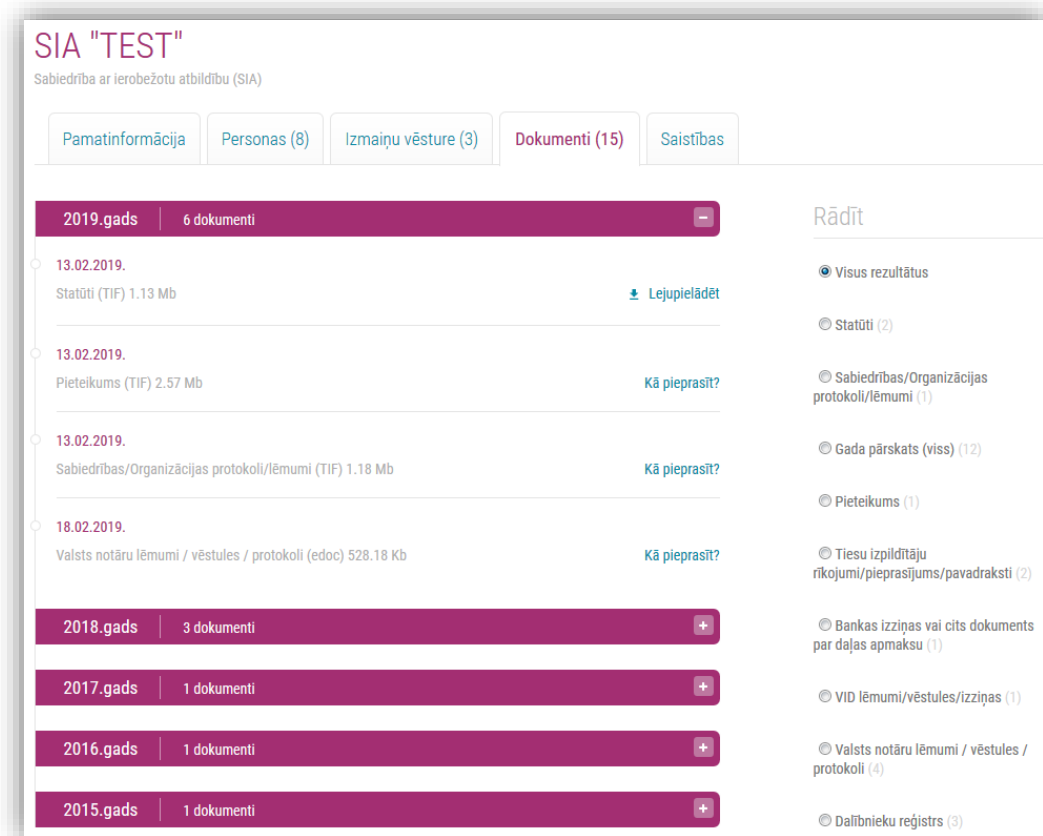 SIA "TEST"
Sabiedrība ar ierobežotu atbildību (SIA)
Pamatinformācija
Personas (8)
Izmaiņu vēsture (3)
Dokumenti (15)
Saistības
2019.gads 6 dokumenti
13.02.2019.
Statūti (TIF) 1.13 Mb Lejupielādēt
13.02.2019.
Pieteikums (TIF) 2.57 Mb Kā pieprasīt?
13.02.2019.
Sabiedrības/Organizācijas protokoli/lēmumi (TIF) 1.18 Mb Kā pieprasīt?
18.02.2019.
Valsts notāru lēmumi / vēstules / protokoli (edoc) 528.18 Kb Kā pieprasīt?
2018.gads 3 dokumenti
2017.gads 1 dokumenti
2016.gads 1 dokumenti
2015.gads 1 dokumenti
Rādīt
Visus rezultātus
Statūti (2)
Sabiedrības/Organizācijas
protokoli/lēmumi (1)
Gada pārskats (viss) (12)
Pieteikums (1)
Tiesu izpildītāju
rīkojumi/pieprasījums/pavadraksti (2)
Bankas izziņas vai cits dokuments
par daļas apmaksu (1)
VID lēmumi/vēstules/izziņas (1)
Valsts notāru lēmumi / vēstules /
protokoli (4)
Dalībnieku reģistrs (3)